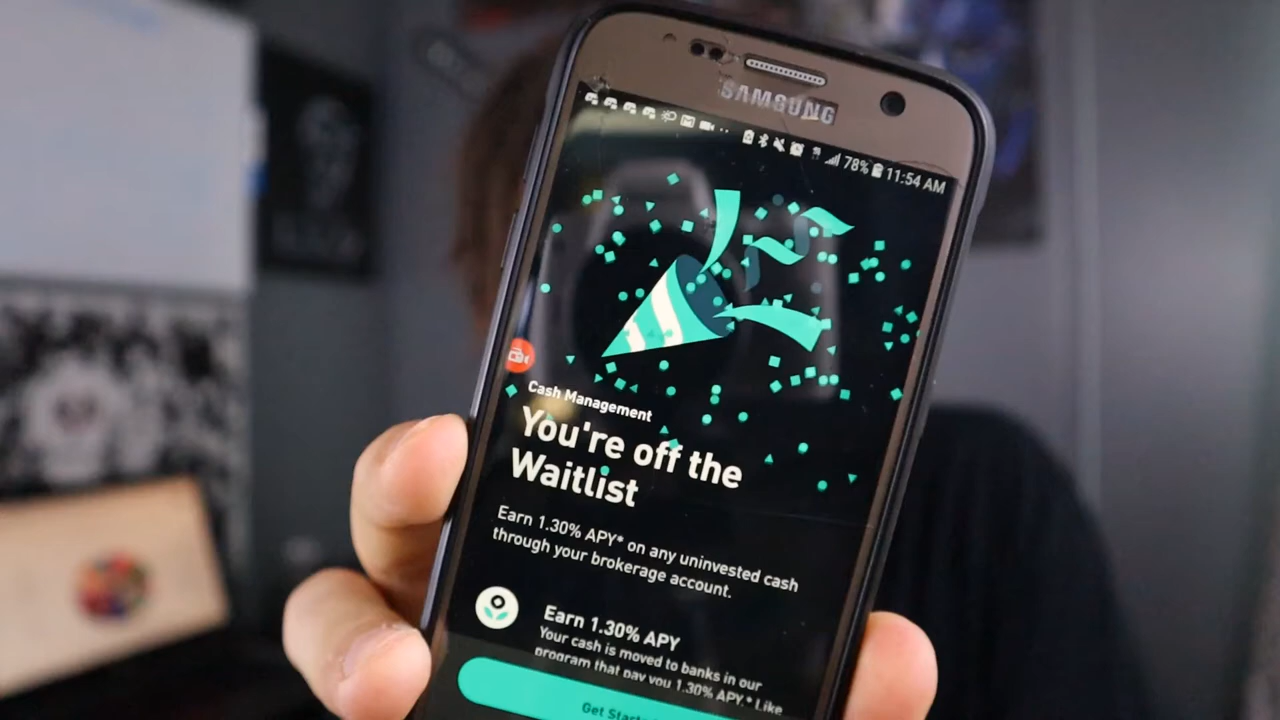 SAMSUNG
78% 11:54 AM
Cash Management
You're off the
Waitlist
Earn 1.30% APY* on any uninvested cash
through your brokerage account.
Earn 1.30% APY
Your cash is moved to banks in our
program that pay you 1.30% APY.* Like
Get Started